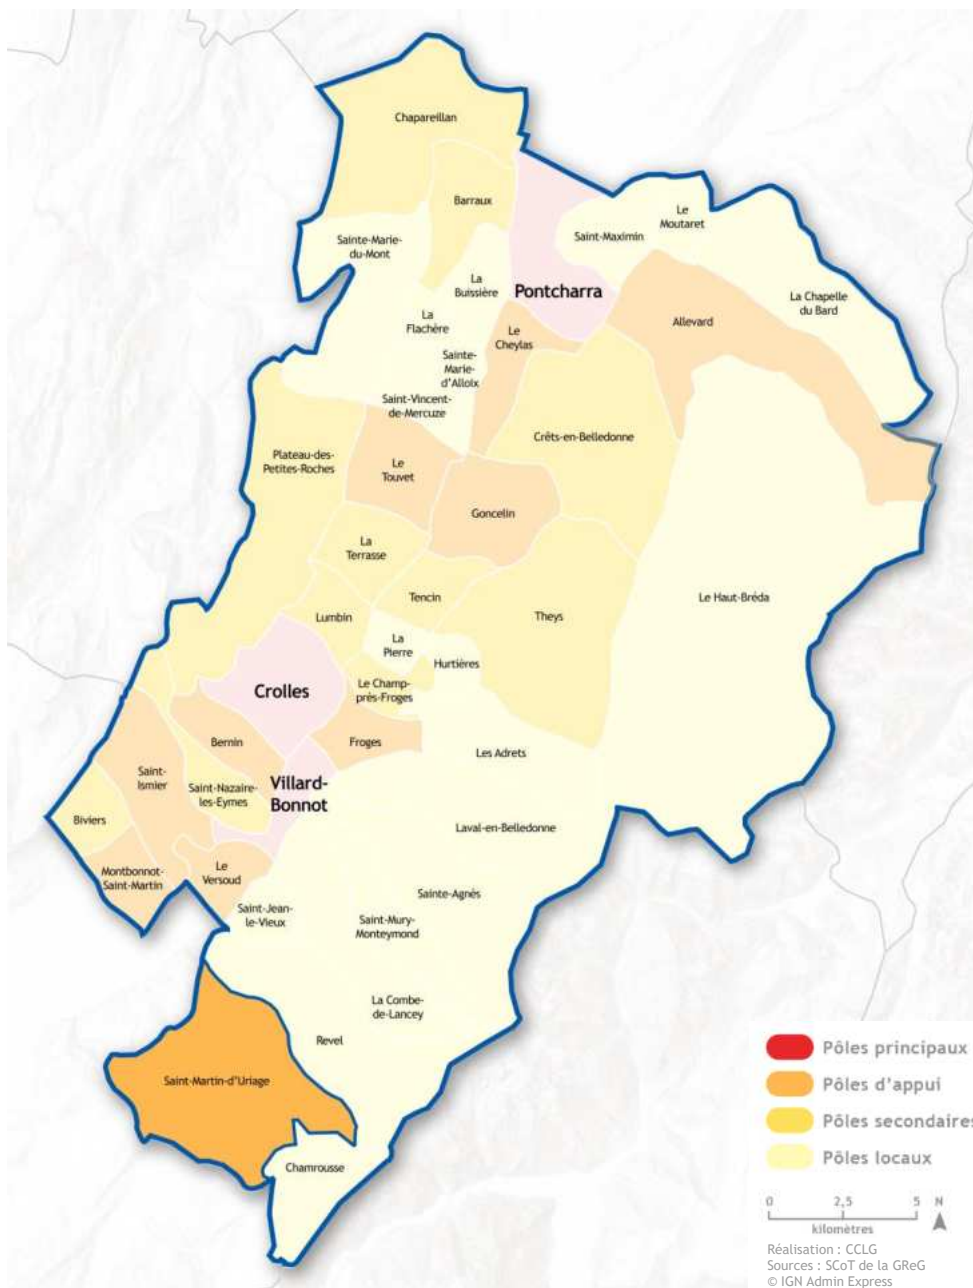 Chapareillan
Barraux
Le
Moutaret
Saint-Maximin
Sainte-Marie-
du-Mont
La
Buissière
Pontcharra
La Chapelle
du Bard
La
Flachère
Allevard
Le
Cheylas
Sainte-
Marie-
d'Alloix
Saint-Vincent-
de-Mercuze
Crêts-en-Belledonne
Plateau-des-
Petites-Roches
Le
Touvet
Goncelin
La
Terrasse
Tencin
Le Haut-Bréda
Lumbin
Theys
La
Pierre
Hurtières
Crolles
Le Champ-
près-Froges
Bernin
Froges
Les Adrets
Saint-
Ismier
Saint-Nazaire-
les-Eymes
Villard-
Bonnot
Biviers
Laval-en-Belledonne
Montbonnot-
Saint-Martin
Le
Versoud
Sainte-Agnés
Saint-Jean-
le-Vieux
Saint-Mury-
Monteymond
La Combe-
de-Lancey
Revel
Saint-Martin-d'Uriage
Chamrousse
Pôles principaux
Pôles d'appui
Pôles secondaires
Pôles locaux
0 2,5 5 N
kilomètres
Réalisation : CCLG
Sources : SCoT de la GReG
© IGN Admin Express